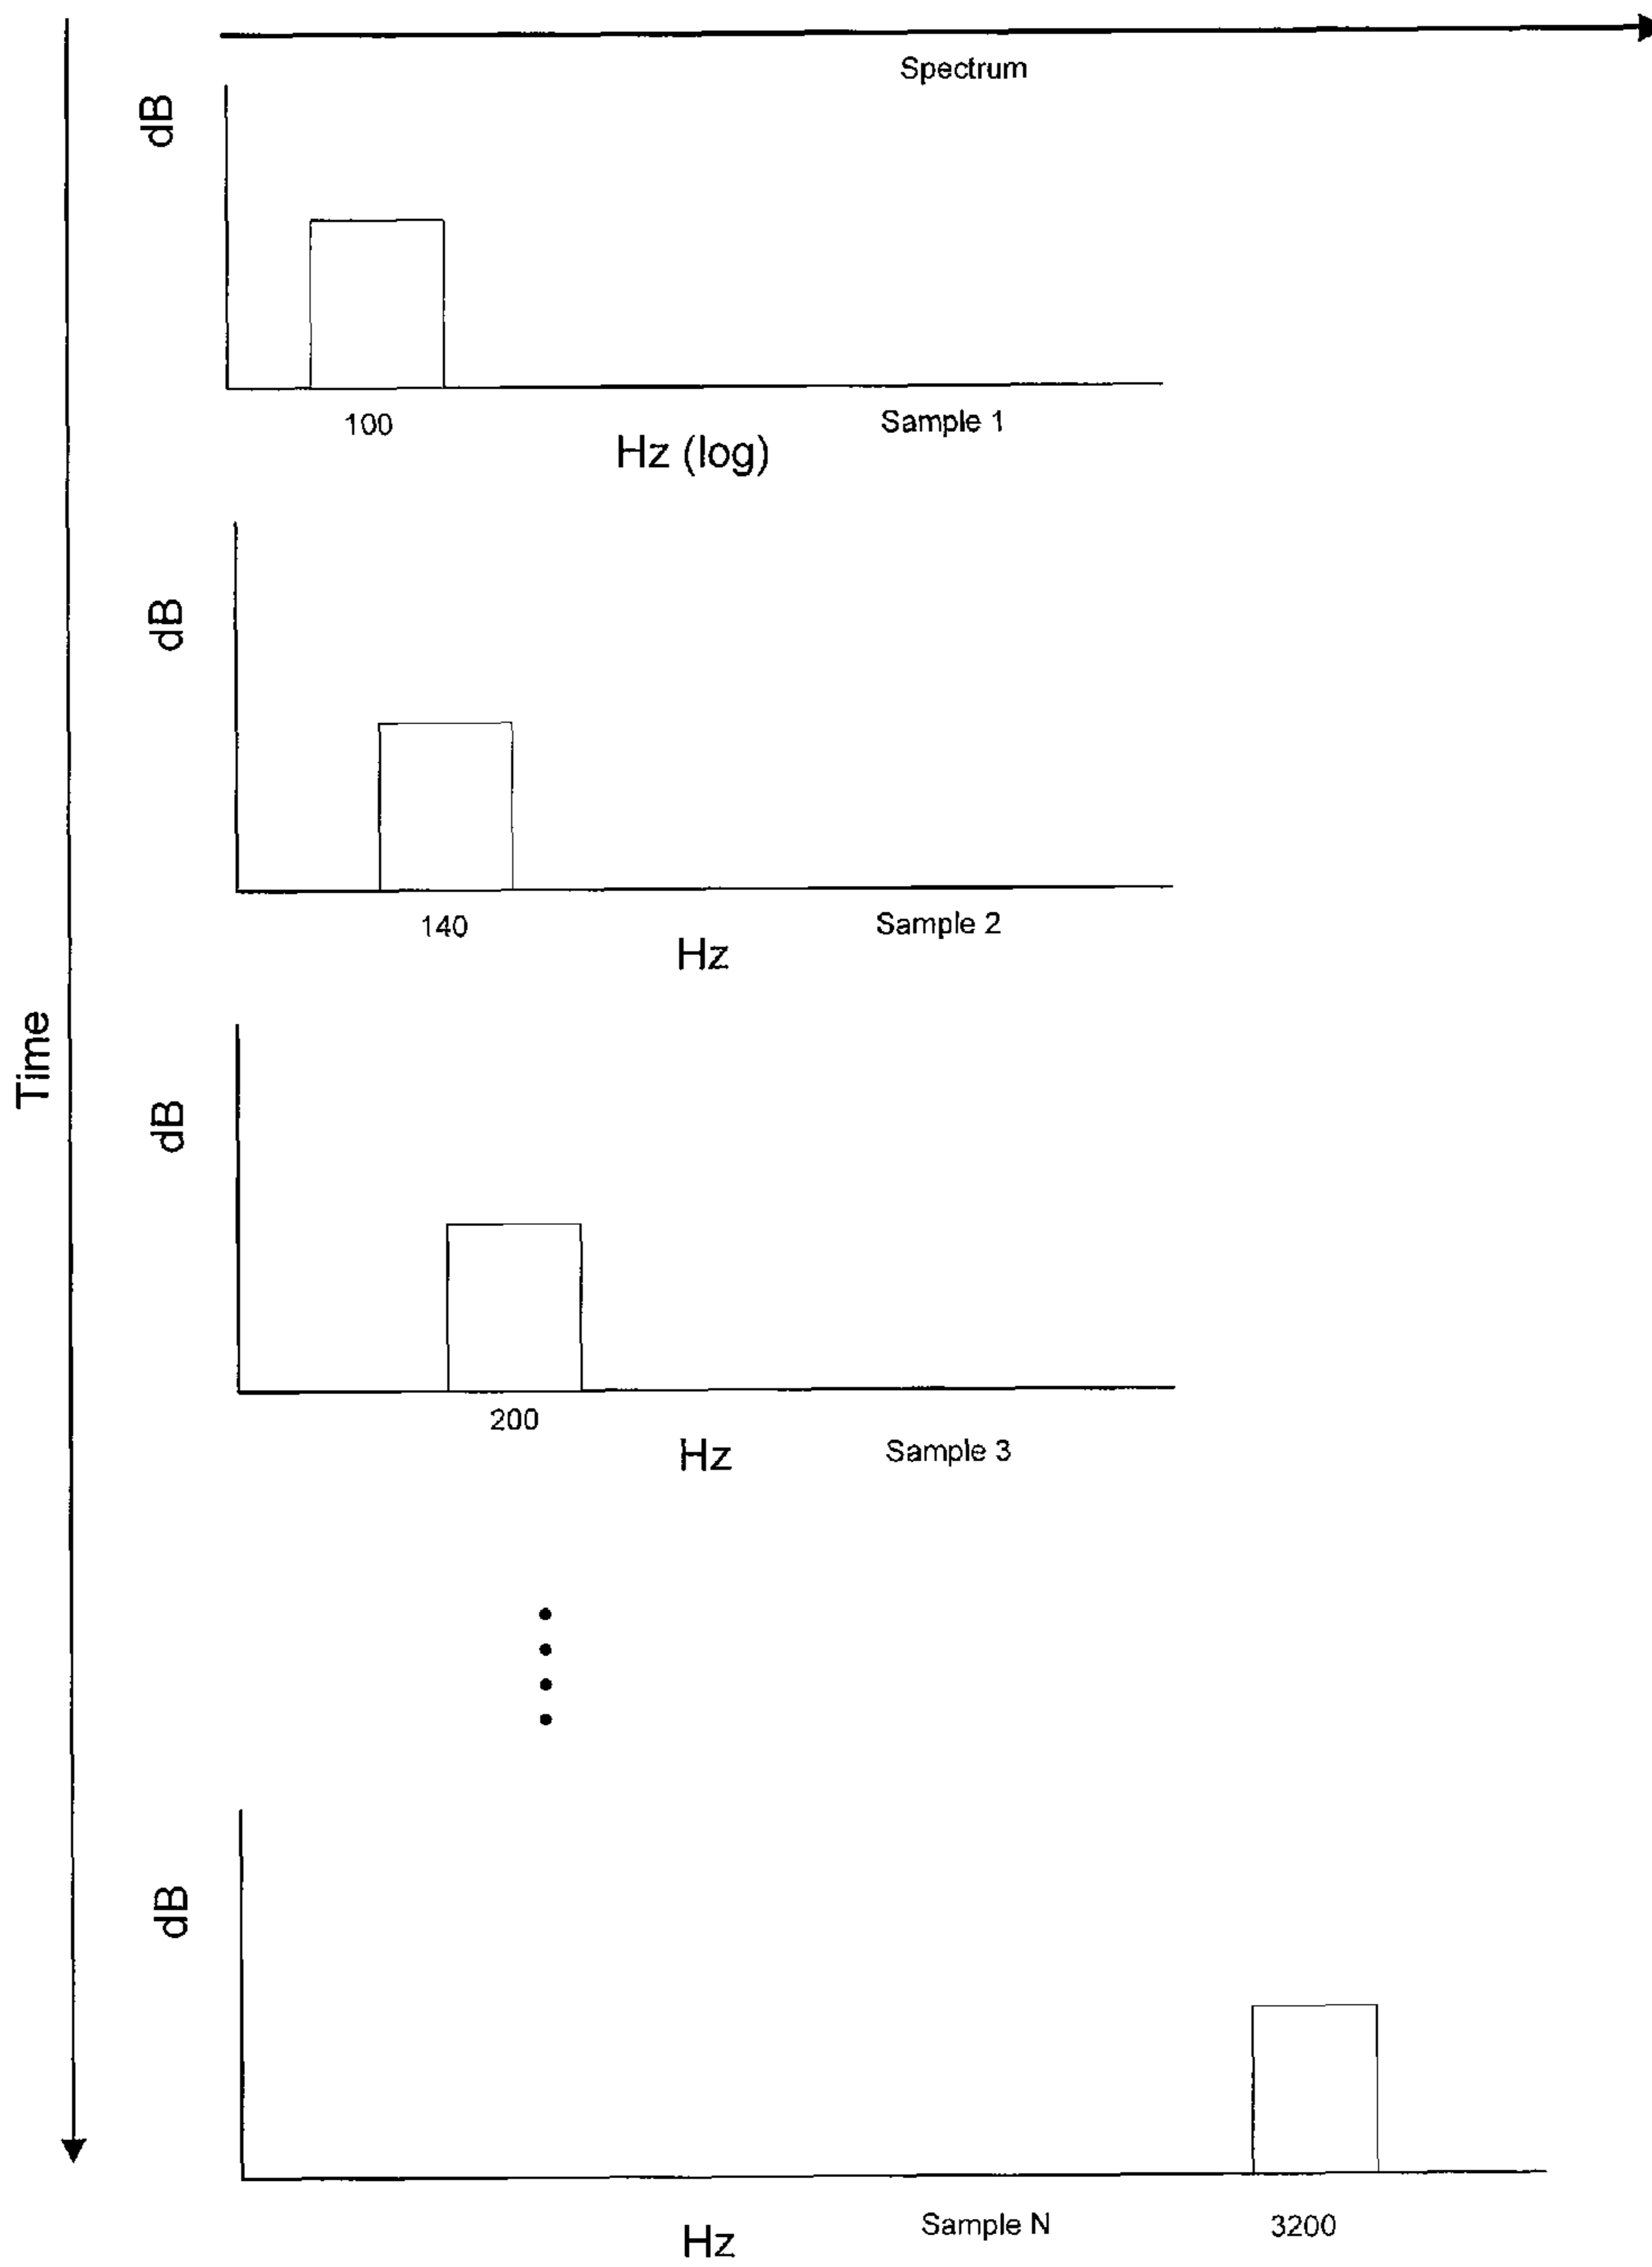 Spectrum
dB
100
Sample 1
Hz (log)
dB
140
Sample 2
Hz
Time
dB
200
Hz
Sample 3
dB
Sample N
3200
Hz